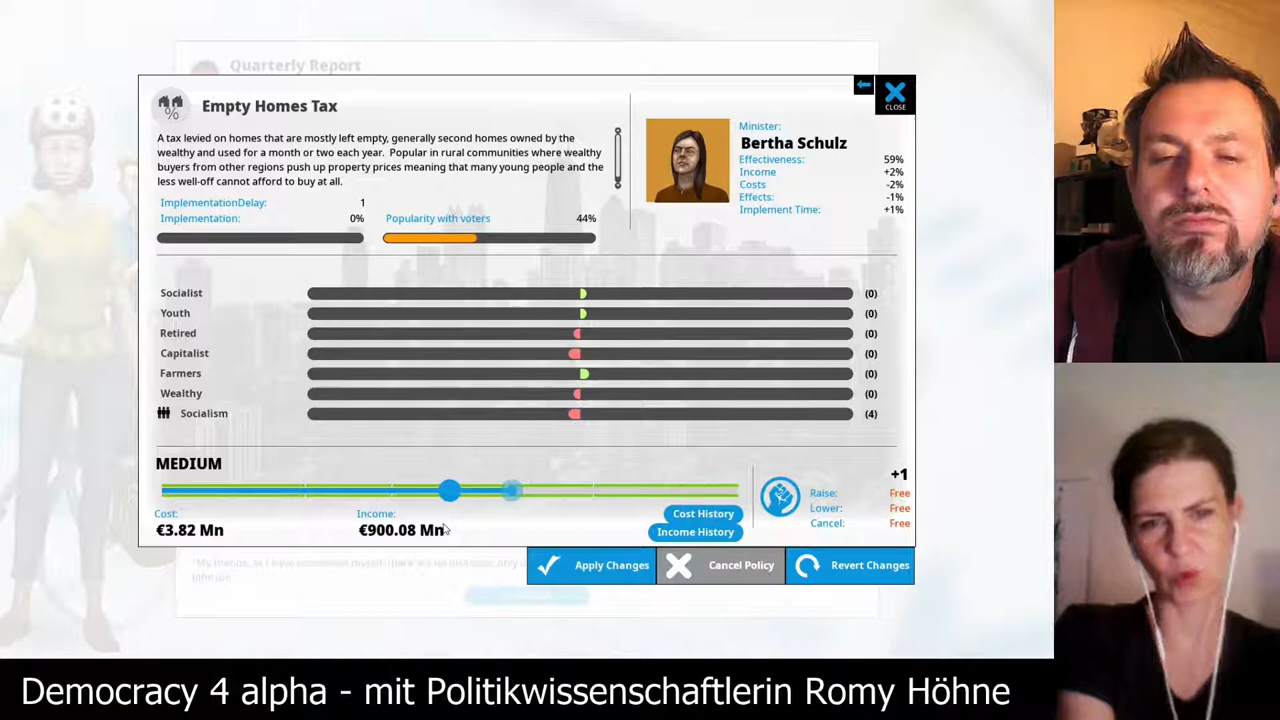 Quarterly Report
Empty Homes Tax
CLOSE
A tax levied on homes that are mostly left empty, generally second homes owned by the
wealthy and used for a month or two each year. Popular in rural communities where wealthy
buyers from other regions push up property prices meaning that many young people and the
less well-off cannot afford to buy at all.
ImplementationDelay: 1
Implementation: 0%
Popularity with voters 44%
Minister:
Bertha Schulz
Effectiveness: 59%
Income +2%
Costs -2%
Effects: -1%
Implement Time: +1%
Socialist (0)
Youth (0)
Retired (0)
Capitalist (0)
Farmers (0)
Wealthy (0)
Socialism (4)
MEDIUM
Cost:
€3.82 Mn
Income:
€900.08 Mn
Cost History
Income History
+1
Raise: Free
Lower: Free
Cancel: Free
Apply Changes
Cancel Policy
Revert Changes
Johnson
Democracy 4 alpha - mit Politikwissenschaftlerin Romy Höhne